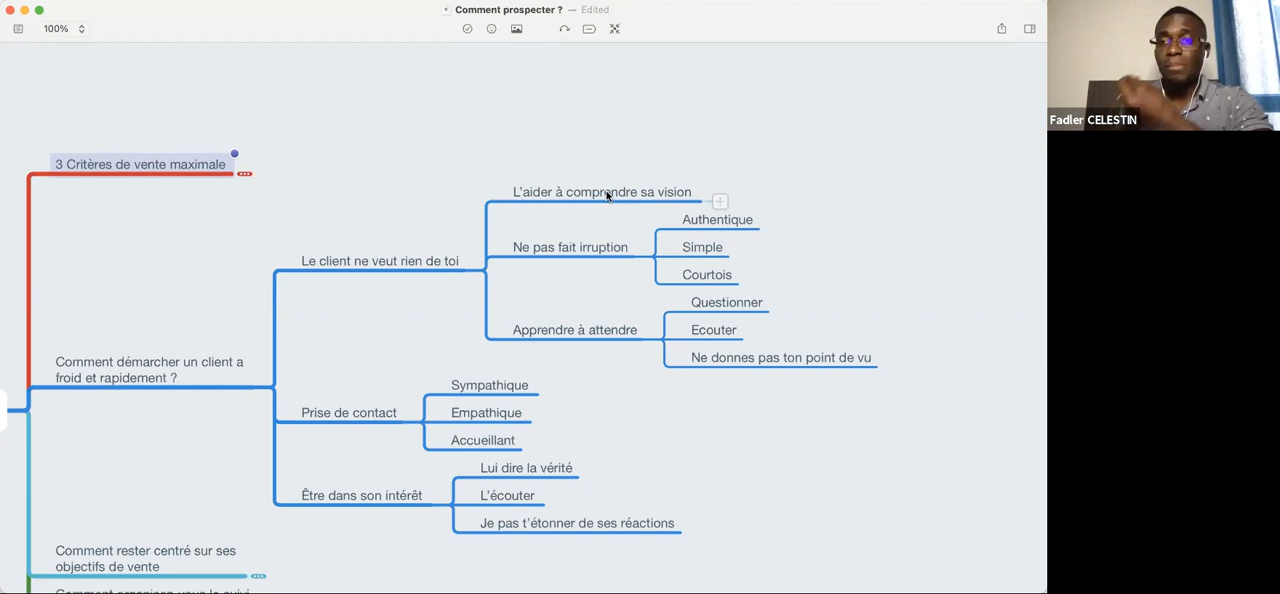 Comment prospecter ? — Edited
100%
Fadler CELESTIN
3 Critères de vente maximale
L'aider à comprendre sa vision
Authentique
Ne pas fait irruption
Simple
Le client ne veut rien de toi
Courtois
Questionner
Apprendre à attendre
Ecouter
Ne donnes pas ton point de vu
Comment démarcher un client a
froid et rapidement ?
Sympathique
Prise de contact
Empathique
Accueillant
Lui dire la vérité
Être dans son intérêt
L'écouter
Je pas t'étonner de ses réactions
Comment rester centré sur ses
objectifs de vente